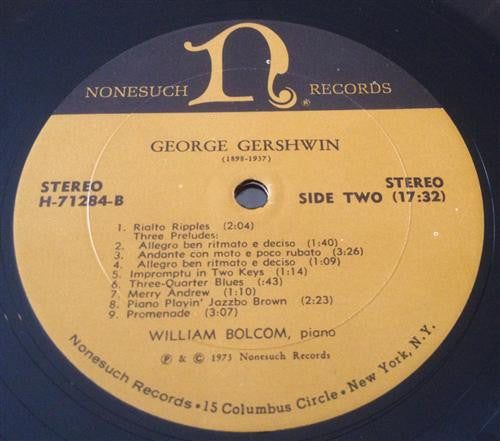 NONESUCH n® RECORDS
GEORGE GERSHWIN
(1898-1937)
STEREO STEREO
H-71284-B SIDE TWO (17:32)
1. Rialto Ripples (2:04)
Three Preludes:
2. Allegro ben ritmato e deciso (1:40)
3. Andante con moto e poco rubato (3:26)
4. Allegro ben ritmato e deciso (1:09)
5. Impromptu in Two Keys (1:14)
6. Three-Quarter Blues (:43)
7. Merry Andrew (1:10)
8. Piano Playin' Jazzbo Brown (2:23)
9. Promenade (3:07)
WILLIAM BOLCOM, piano
℗ & © 1973 Nonesuch Records
Nonesuch Records • 15 Columbus Circle • New York, N.Y.